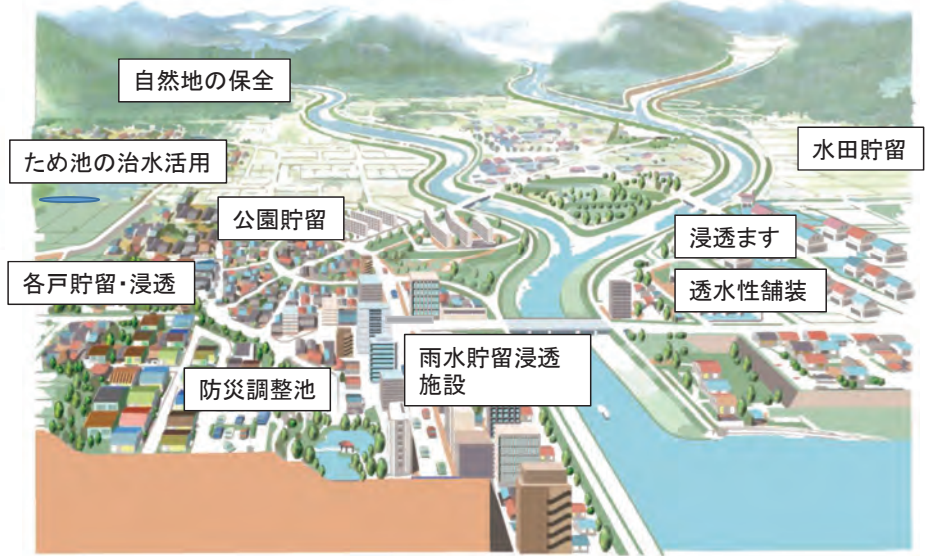 自然地の保全
ため池の治水活用
水田貯留
公園貯留
浸透ます
各戸貯留・浸透
透水性舗装
雨水貯留浸透
施設
防災調整池